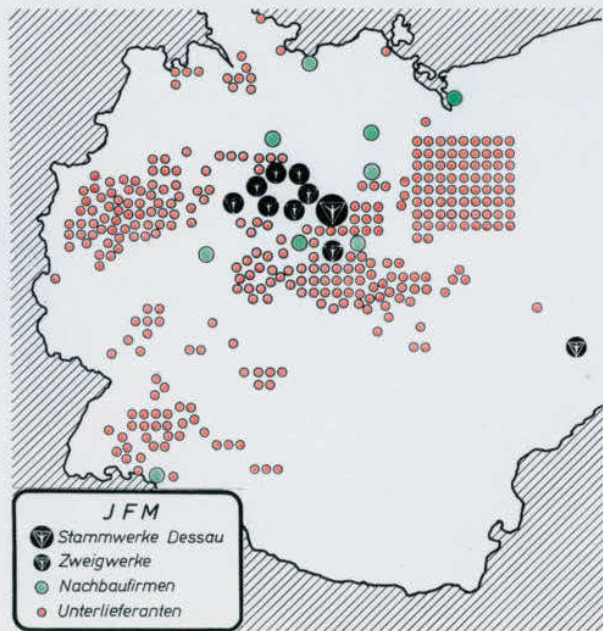 JFM
Stammwerke Dessau
Zweigwerke
Nachbaufirmen
Unterlieferanten